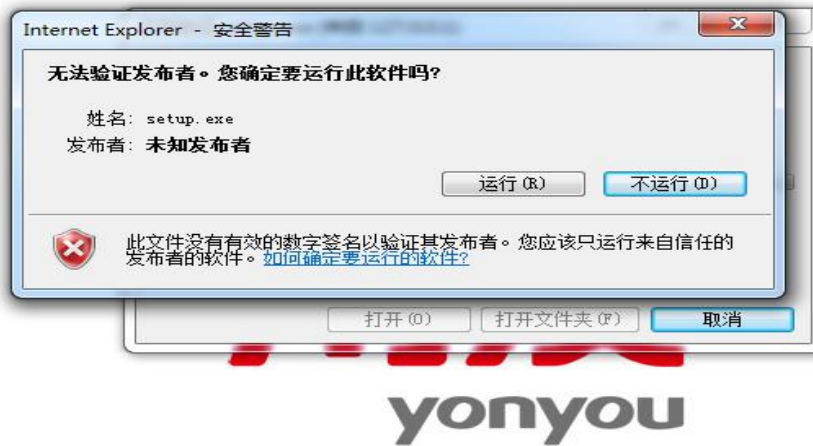 Internet Explorer - 安全警告
无法验证发布者。您确定要运行此软件吗?
姓名: setup.exe
发布者: 未知发布者
运行(R) 不运行(D)
此文件没有有效的数字签名以验证其发布者。您应该只运行来自信任的
发布者的软件。如何确定要运行的软件?
打开(O) 打开文件夹(F) 取消
yonyou